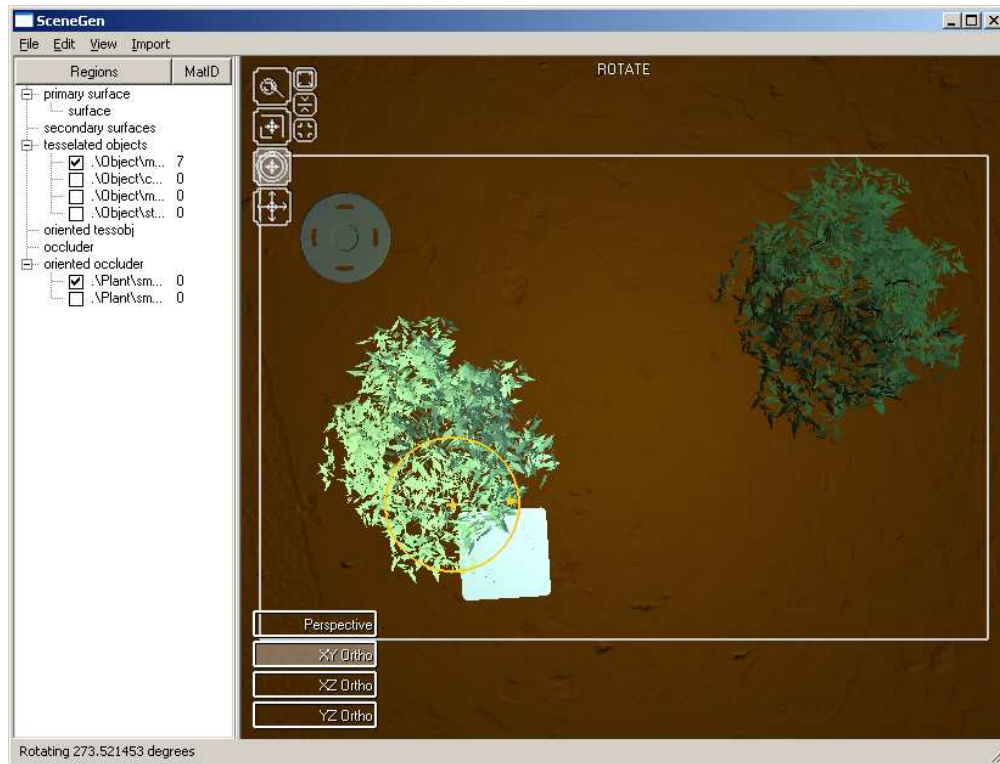 SceneGen
File Edit View Import
Regions MatID
primary surface
surface
secondary surfaces
tesselated objects
.\Object\m... 7
.\Object\c... 0
.\Object\m... 0
.\Object\st... 0
oriented tessobj
occluder
oriented occluder
.\Plant\sm... 0
.\Plant\sm... 0
ROTATE
Perspective
XY Ortho
XZ Ortho
YZ Ortho
Rotating 273.521453 degrees